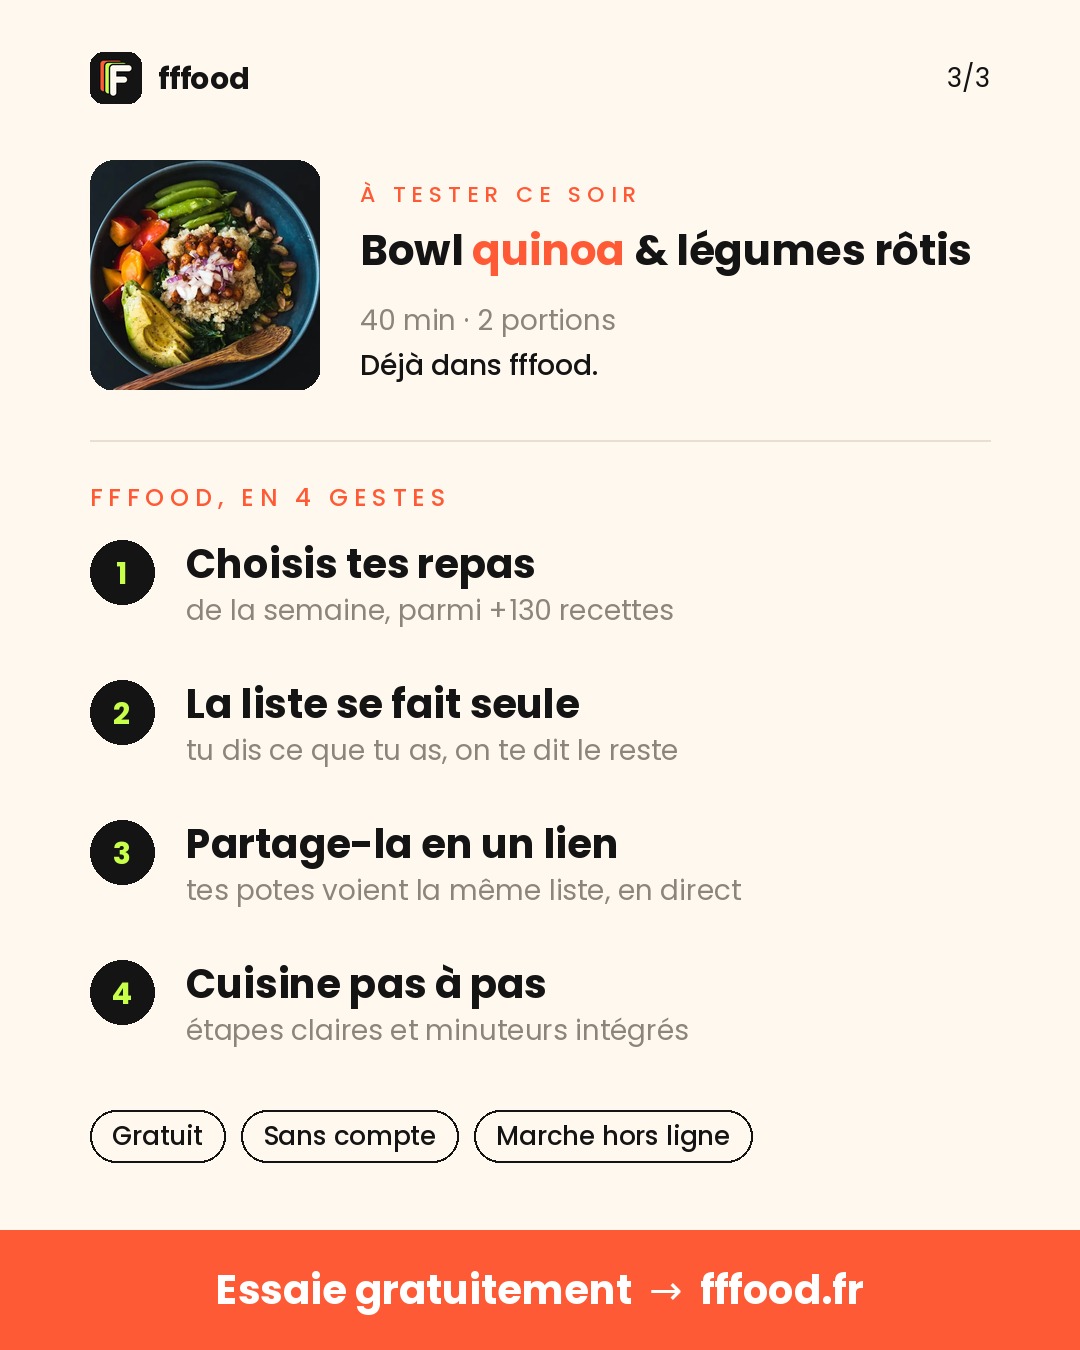 F fffood
3/3
À TESTER CE SOIR
Bowl quinoa & légumes rôtis
40 min · 2 portions
Déjà dans fffood.
FFFOOD, EN 4 GESTES
1 Choisis tes repas
de la semaine, parmi +130 recettes
2 La liste se fait seule
tu dis ce que tu as, on te dit le reste
3 Partage-la en un lien
tes potes voient la même liste, en direct
4 Cuisine pas à pas
étapes claires et minuteurs intégrés
Gratuit Sans compte Marche hors ligne
Essaie gratuitement → fffood.fr